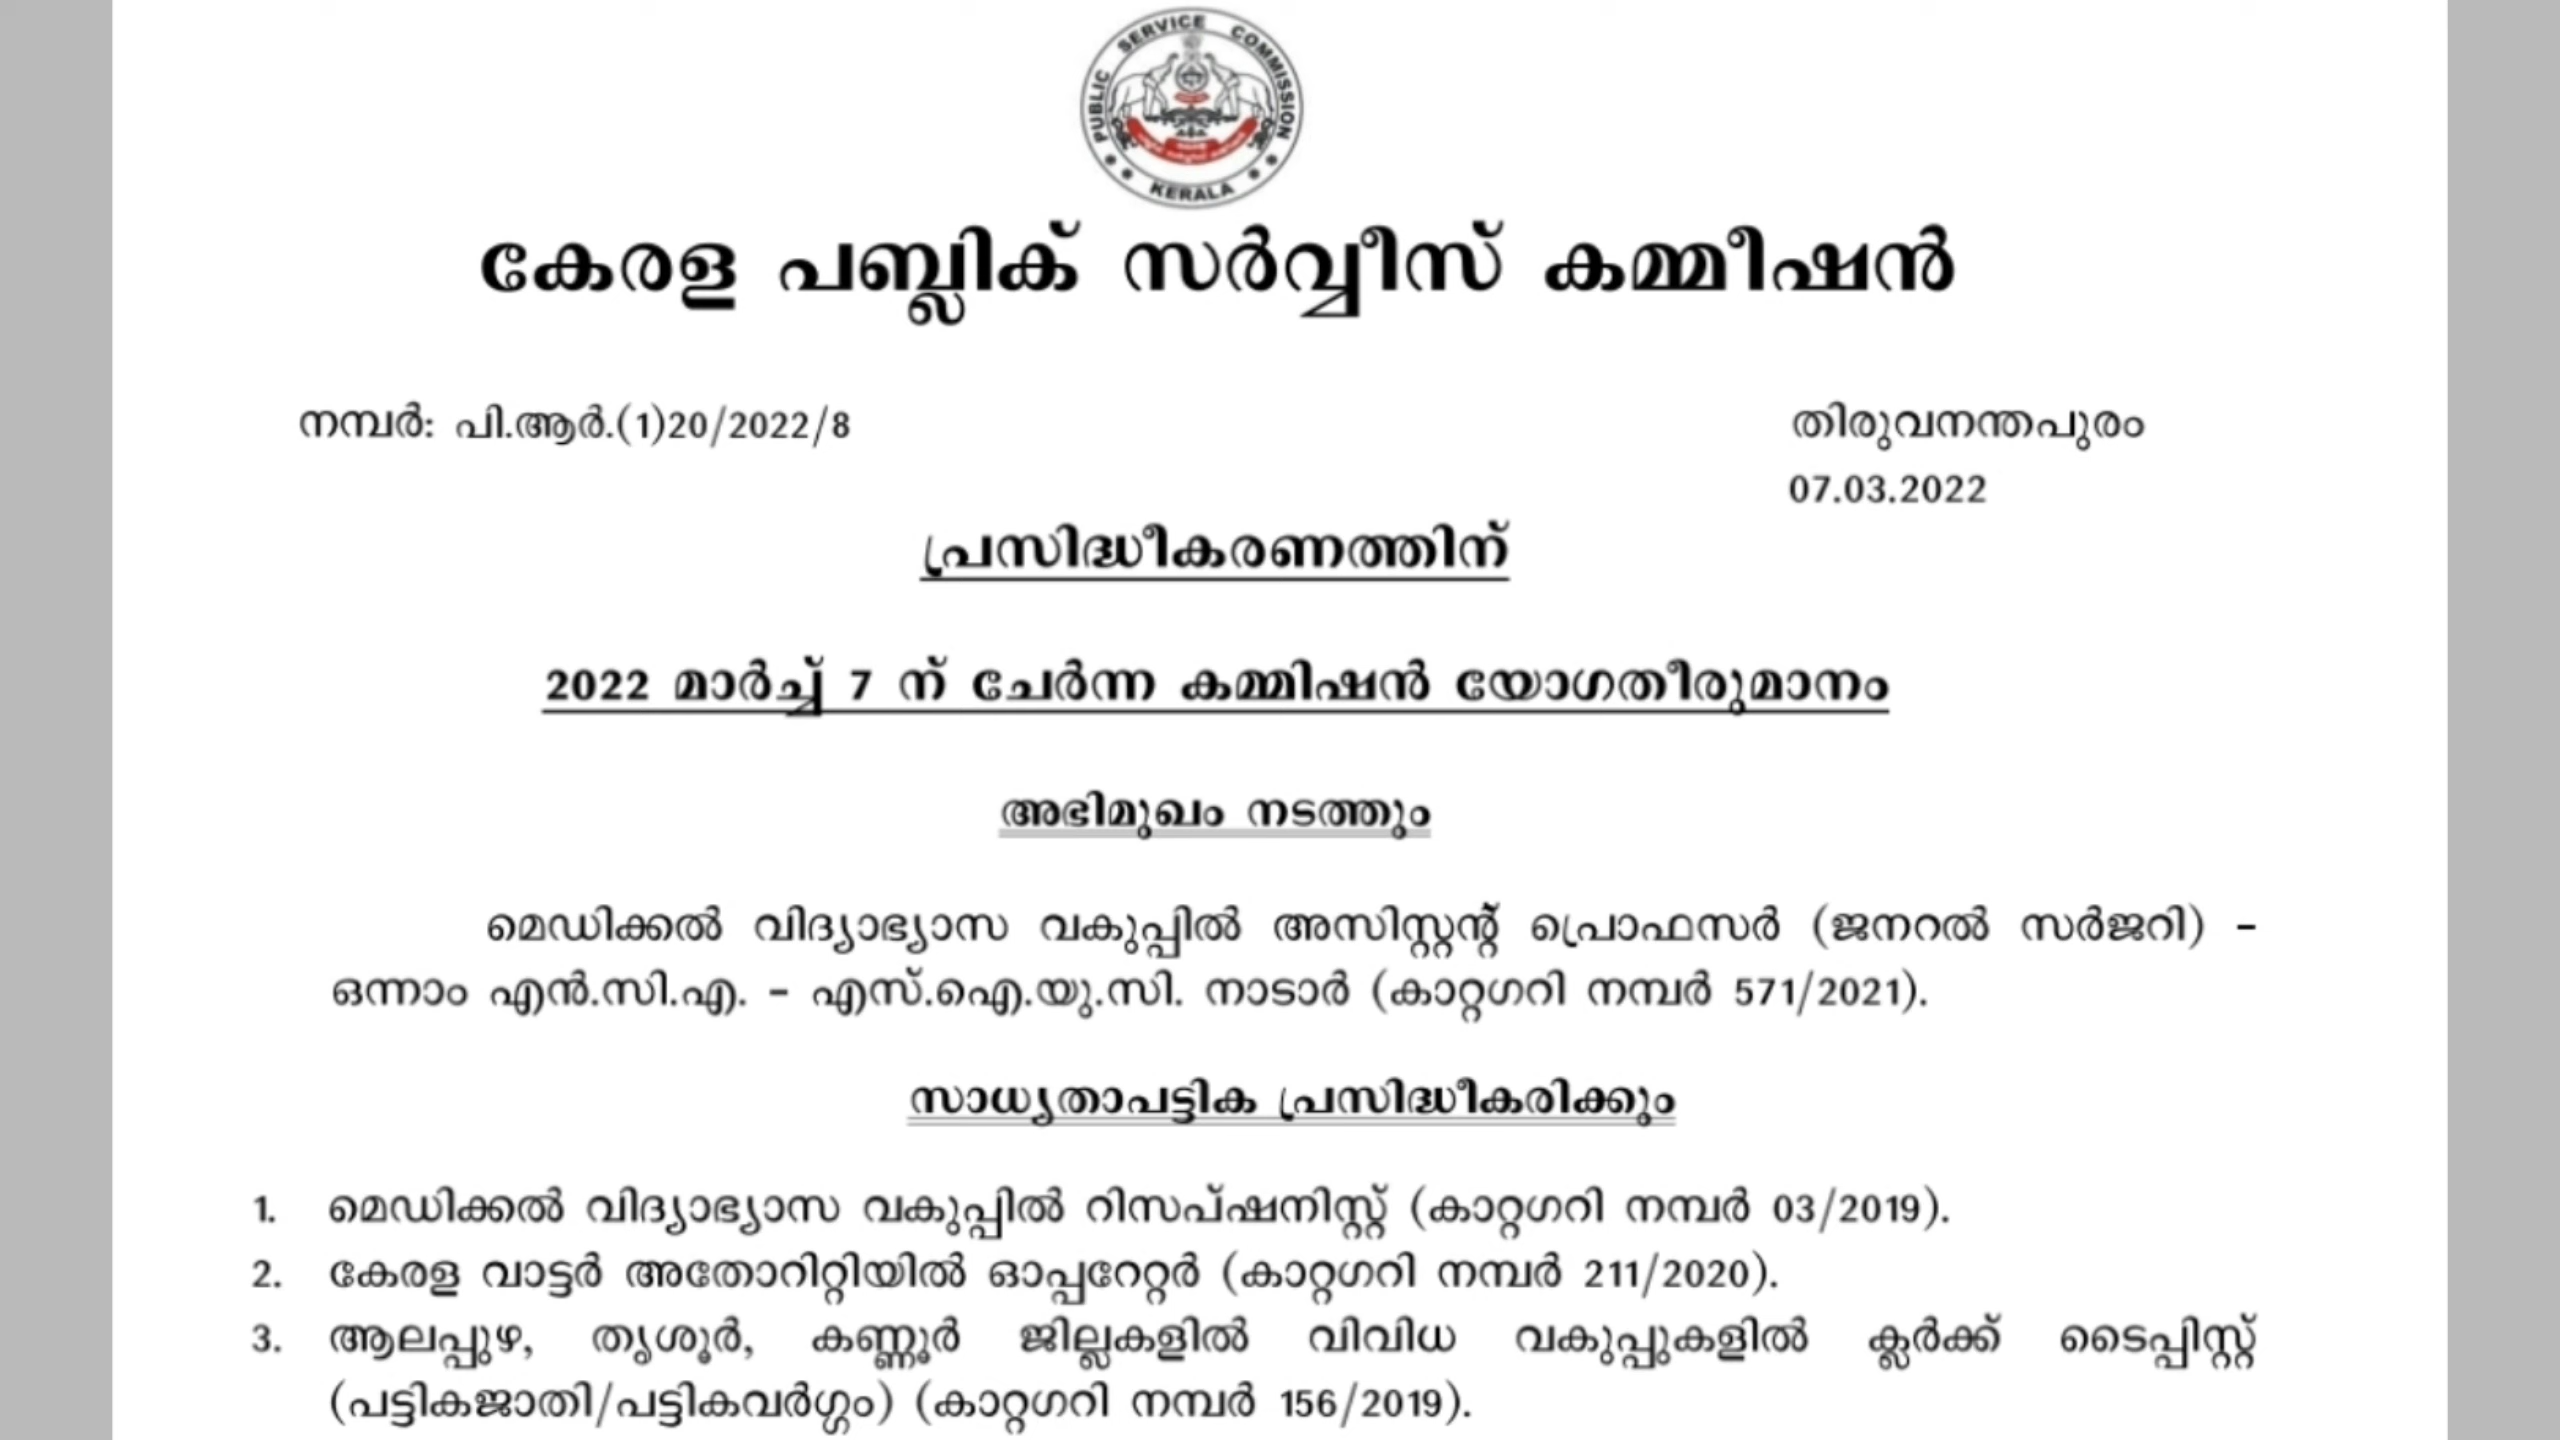 PUBLIC SERVICE COMMISSION
KERALA
കേരള പബ്ലിക് സർവ്വീസ് കമ്മീഷൻ
നമ്പർ: പി.ആർ.(1)20/2022/8
തിരുവനന്തപുരം
07.03.2022
പ്രസിദ്ധീകരണത്തിന്
2022 മാർച്ച് 7 ന് ചേർന്ന കമ്മിഷൻ യോഗതീരുമാനം
അഭിമുഖം നടത്തും
മെഡിക്കൽ വിദ്യാഭ്യാസ വകുപ്പിൽ അസിസ്റ്റന്റ് പ്രൊഫസർ (ജനറൽ സർജറി) -
ഒന്നാം എൻ.സി.എ. - എസ്.ഐ.യു.സി. നാടാർ (കാറ്റഗറി നമ്പർ 571/2021).
സാധ്യതാപട്ടിക പ്രസിദ്ധീകരിക്കും
1. മെഡിക്കൽ വിദ്യാഭ്യാസ വകുപ്പിൽ റിസപ്ഷനിസ്റ്റ് (കാറ്റഗറി നമ്പർ 03/2019).
2. കേരള വാട്ടർ അതോറിറ്റിയിൽ ഓപ്പറേറ്റർ (കാറ്റഗറി നമ്പർ 211/2020).
3. ആലപ്പുഴ, തൃശൂർ, കണ്ണൂർ ജില്ലകളിൽ വിവിധ വകുപ്പുകളിൽ ക്ലർക്ക് ടൈപ്പിസ്റ്റ്
(പട്ടികജാതി/പട്ടികവർഗ്ഗം) (കാറ്റഗറി നമ്പർ 156/2019).